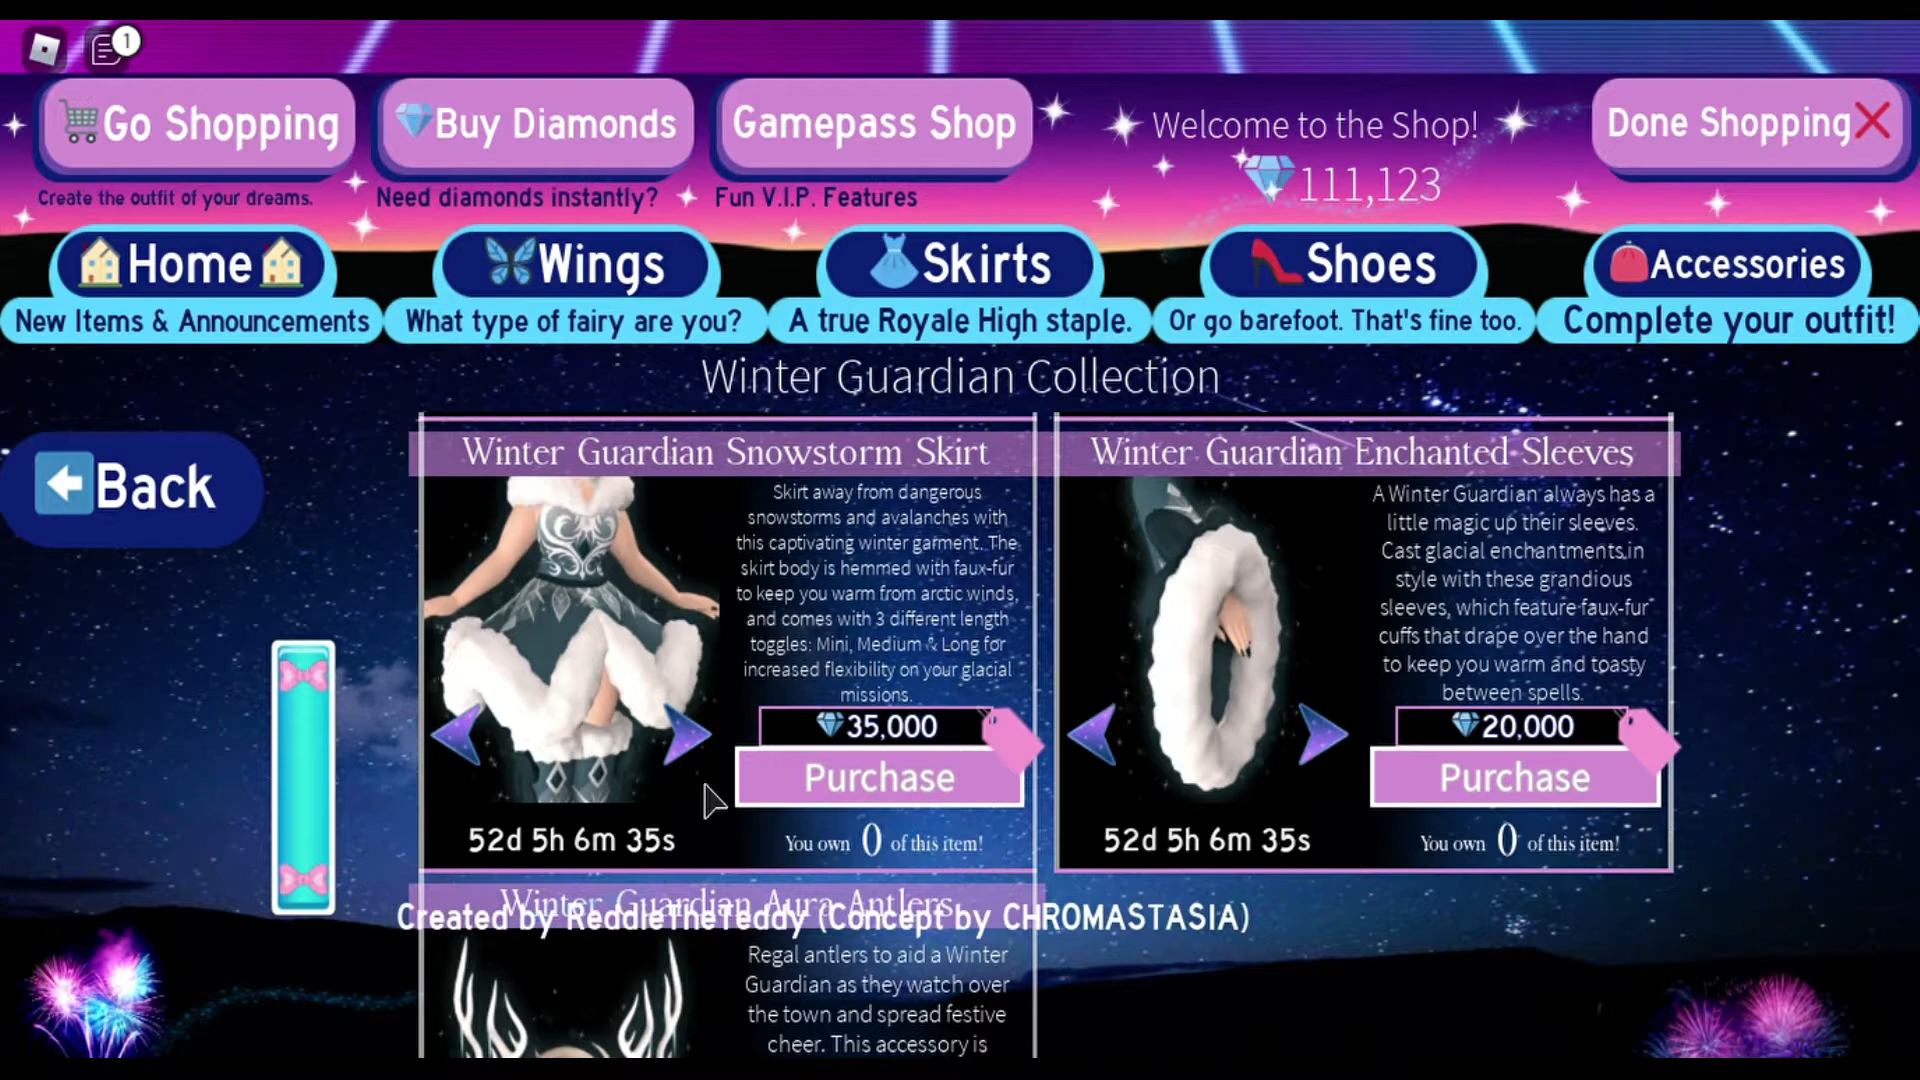 1
Go Shopping
Buy Diamonds
Gamepass Shop
Welcome to the Shop!
111,123
Done Shopping
Create the outfit of your dreams.
Need diamonds instantly?
Fun V.I.P. Features
Home
Wings
Skirts
Shoes
Accessories
New Items & Announcements
What type of fairy are you?
A true Royale High staple.
Or go barefoot. That's fine too.
Complete your outfit!
Winter Guardian Collection
Back
Winter Guardian Snowstorm Skirt
Skirt away from dangerous
snowstorms and avalanches with
this captivating winter garment. The
skirt body is hemmed with faux-fur
to keep you warm from arctic winds,
and comes with 3 different length
toggles: Mini, Medium & Long for
increased flexibility on your glacial
missions.
35,000
Purchase
52d 5h 6m 35s
You own 0 of this item!
Winter Guardian Enchanted Sleeves
A Winter Guardian always has a
little magic up their sleeves.
Cast glacial enchantments in
style with these grandious
sleeves, which feature faux-fur
cuffs that drape over the hand
to keep you warm and toasty
between spells.
20,000
Purchase
52d 5h 6m 35s
You own 0 of this item!
Winter Guardian Aura Antlers
Created by ReddieTheTeddy (Concept by CHROMASTASIA)
Regal antlers to aid a Winter
Guardian as they watch over
the town and spread festive
cheer. This accessory is